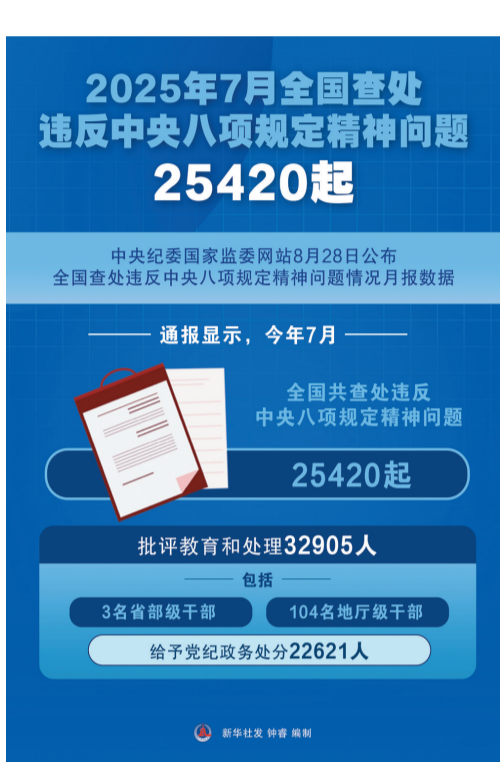 2025年7月全国查处
违反中央八项规定精神问题
25420起
中央纪委国家监委网站8月28日公布
全国查处违反中央八项规定精神问题情况月报数据
通报显示，今年7月
全国共查处违反
中央八项规定精神问题
25420起
批评教育和处理32905人
包括
3名省部级干部
104名地厅级干部
给予党纪政务处分22621人
新华社发 钟睿 编制